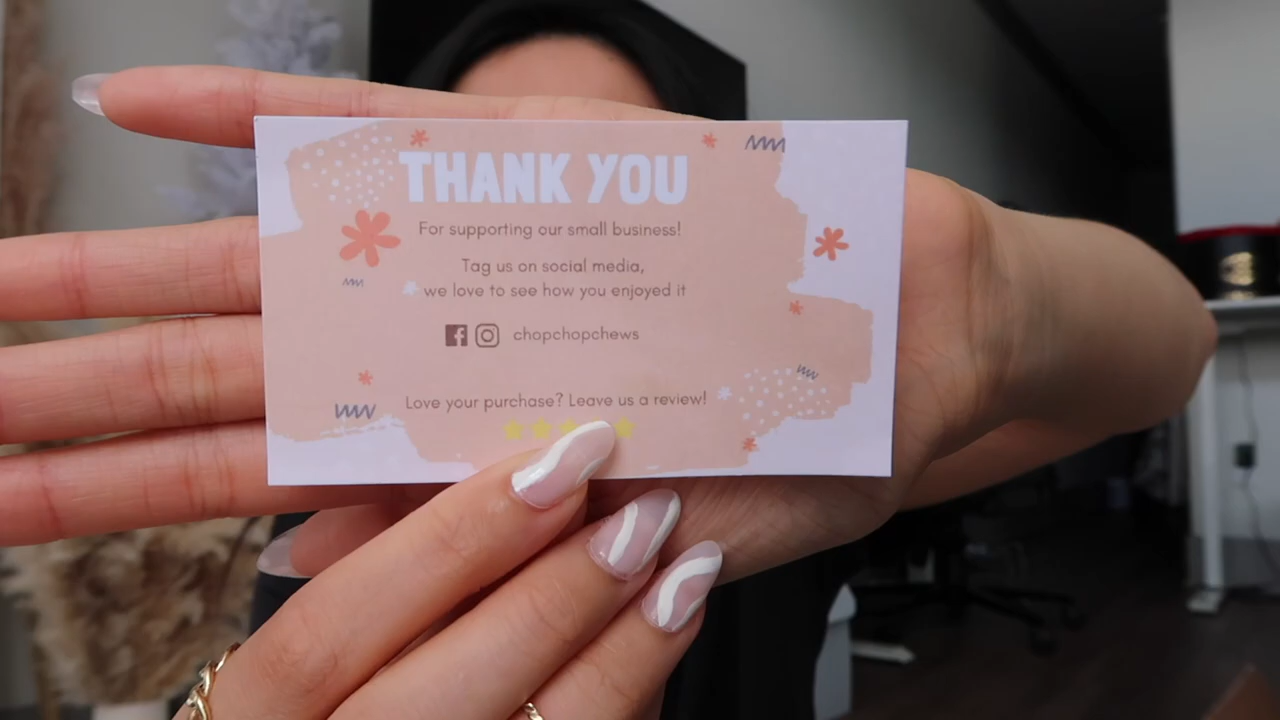 THANK YOU
For supporting our small business!
Tag us on social media,
we love to see how you enjoyed it
chopchopchews
Love your purchase? Leave us a review!